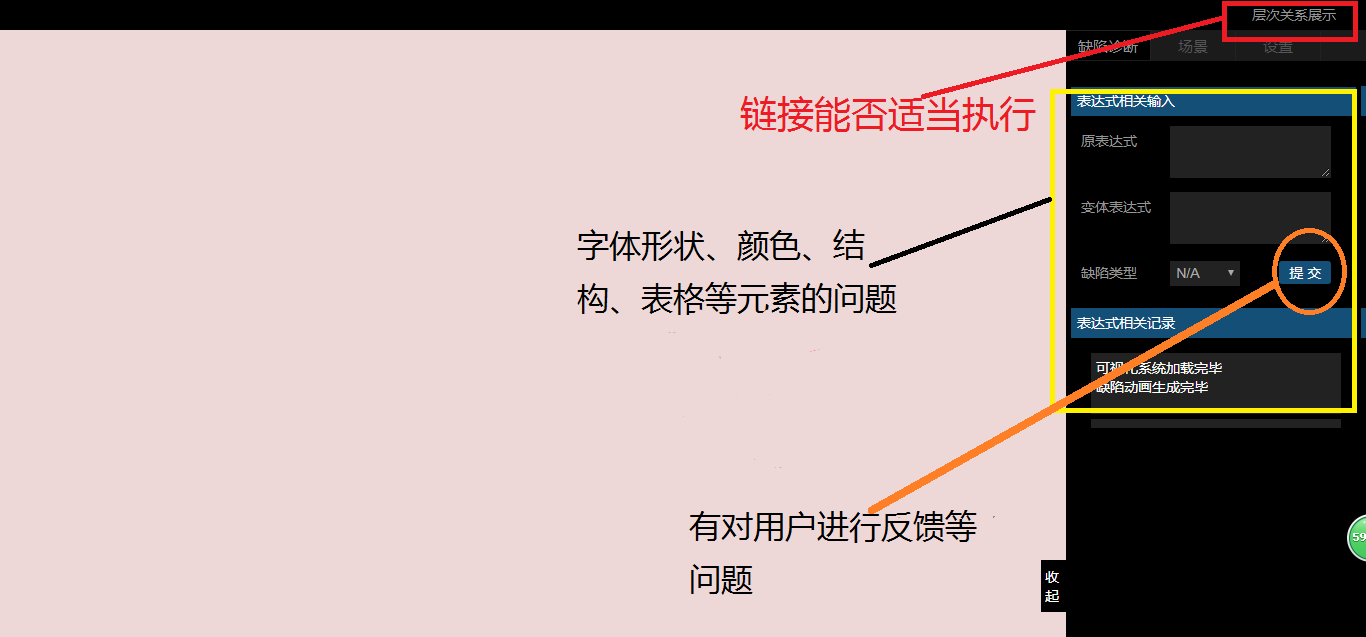 层次关系展示
缺陷诊断 场景 设置
链接能否适当执行
表达式相关输入
原表达式
字体形状、颜色、结
构、表格等元素的问题
变体表达式
缺陷类型 N/A 提 交
表达式相关记录
可视化系统加载完毕
缺陷动画生成完毕
有对用户进行反馈等
问题
收
起
59